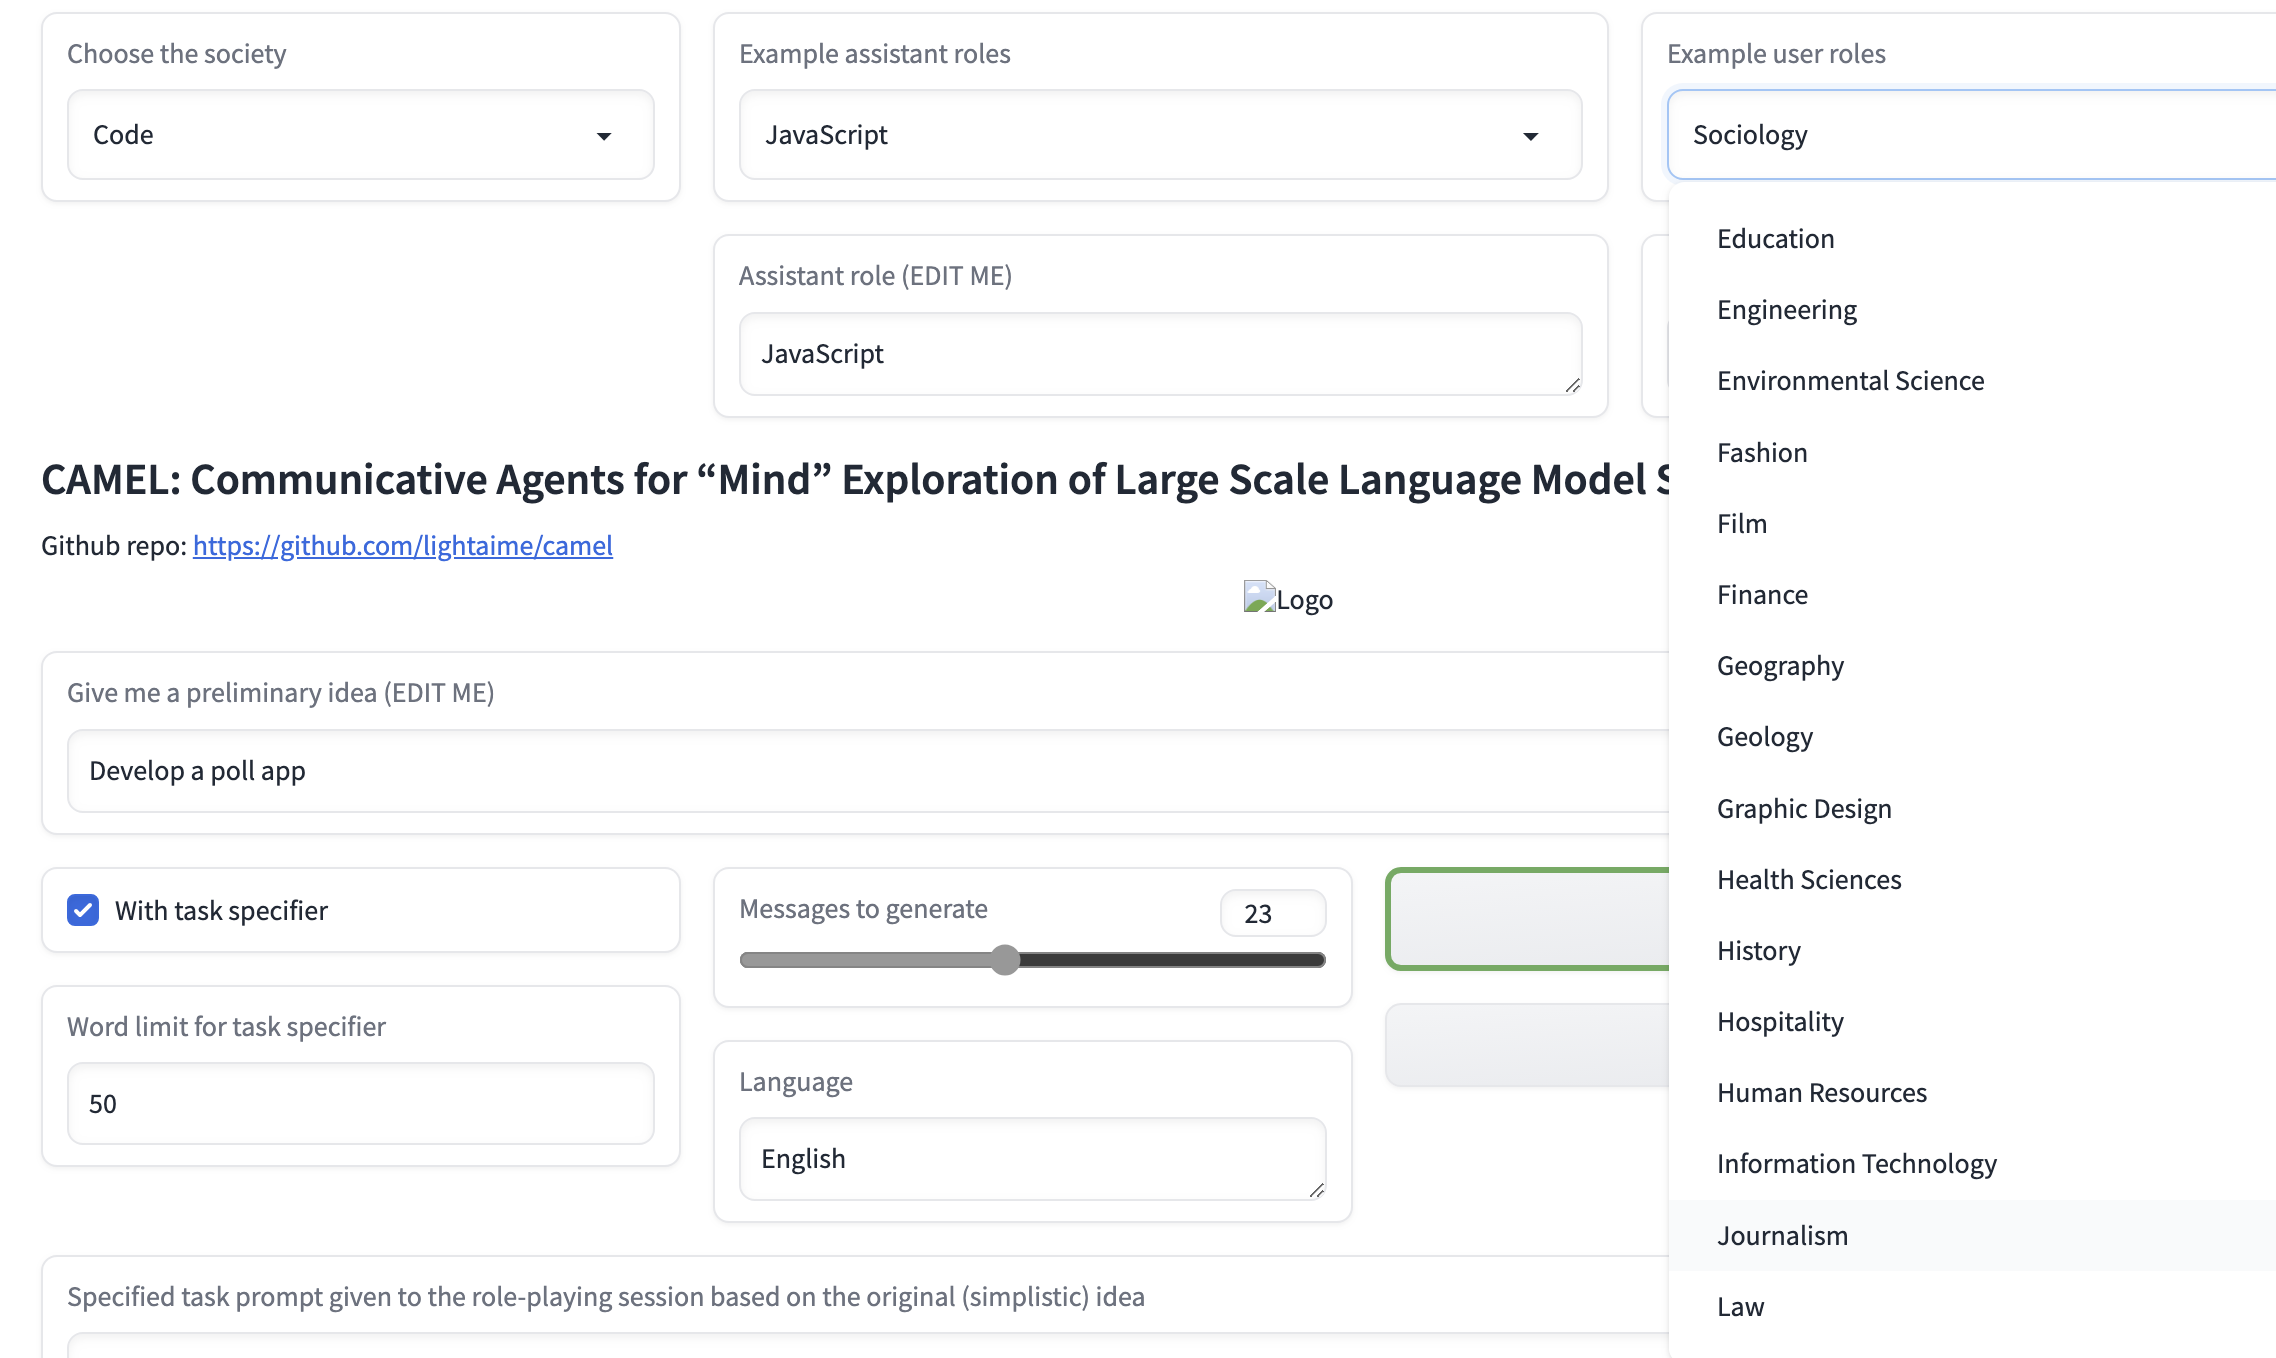 Choose the society
Code
Example assistant roles
JavaScript
Example user roles
Sociology
Assistant role (EDIT ME)
JavaScript
Education
Engineering
Environmental Science
Fashion
Film
Finance
Geography
Geology
Graphic Design
Health Sciences
History
Hospitality
Human Resources
Information Technology
Journalism
Law
CAMEL: Communicative Agents for “Mind” Exploration of Large Scale Language Model S
Github repo: https://github.com/lightaime/camel
Logo
Give me a preliminary idea (EDIT ME)
Develop a poll app
With task specifier
Messages to generate
23
Word limit for task specifier
50
Language
English
Specified task prompt given to the role-playing session based on the original (simplistic) idea